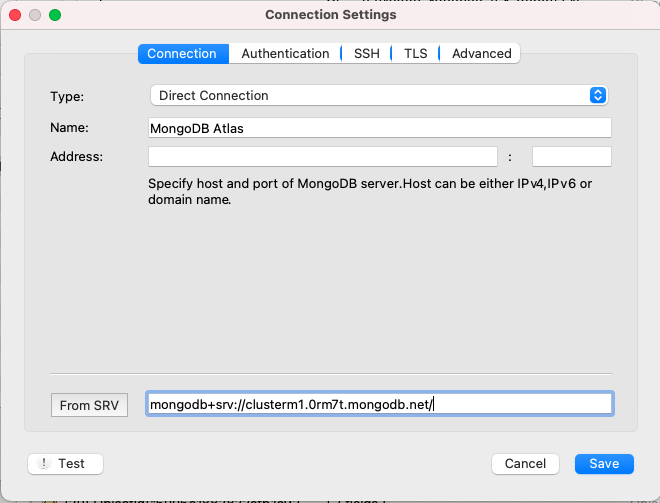 Connection Settings
Connection Authentication SSH TLS Advanced
Type: Direct Connection
Name: MongoDB Atlas
Address: :
Specify host and port of MongoDB server.Host can be either IPv4,IPv6 or
domain name.
From SRV mongodb+srv://clusterm1.0rm7t.mongodb.net/
! Test Cancel Save